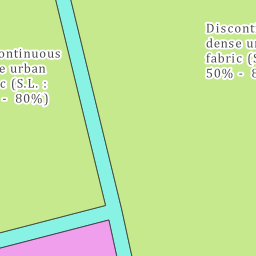 ontinuous
e urban
c (S.L. :
- 80%)
Discont
dense u
fabric (S
50% - 8